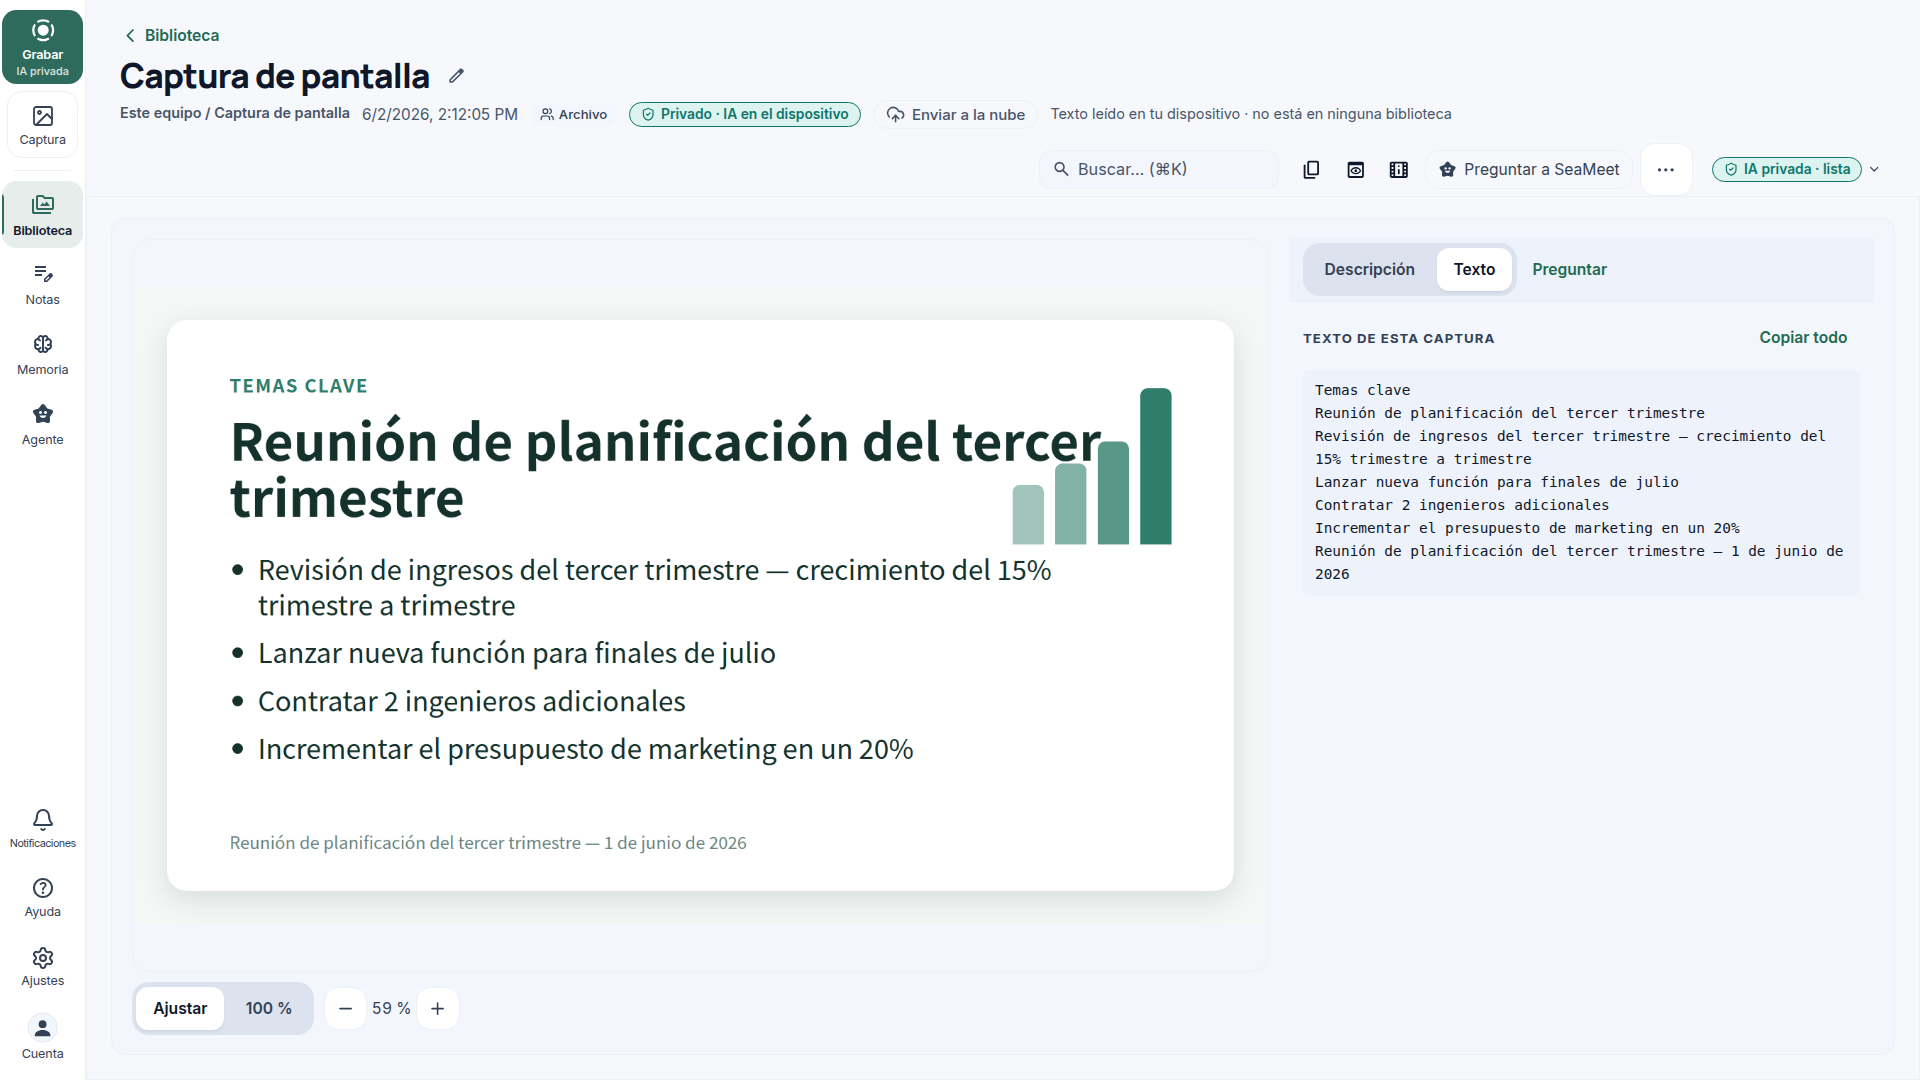 Grabar
IA privada
Captura
Biblioteca
Notas
Memoria
Agente
Notificaciones
Ayuda
Ajustes
Cuenta
Biblioteca
Captura de pantalla
Este equipo / Captura de pantalla
6/2/2026, 2:12:05 PM
Archivo
Privado · IA en el dispositivo
Enviar a la nube
Texto leído en tu dispositivo · no está en ninguna biblioteca
Buscar... (⌘K)
Preguntar a SeaMeet
IA privada · lista
TEMAS CLAVE
Reunión de planificación del tercer
trimestre
• Revisión de ingresos del tercer trimestre — crecimiento del 15%
trimestre a trimestre
• Lanzar nueva función para finales de julio
• Contratar 2 ingenieros adicionales
• Incrementar el presupuesto de marketing en un 20%
Reunión de planificación del tercer trimestre — 1 de junio de 2026
Ajustar
100 %
59 %
Descripción
Texto
Preguntar
TEXTO DE ESTA CAPTURA
Copiar todo
Temas clave
Reunión de planificación del tercer trimestre
Revisión de ingresos del tercer trimestre — crecimiento del
15% trimestre a trimestre
Lanzar nueva función para finales de julio
Contratar 2 ingenieros adicionales
Incrementar el presupuesto de marketing en un 20%
Reunión de planificación del tercer trimestre — 1 de junio de
2026